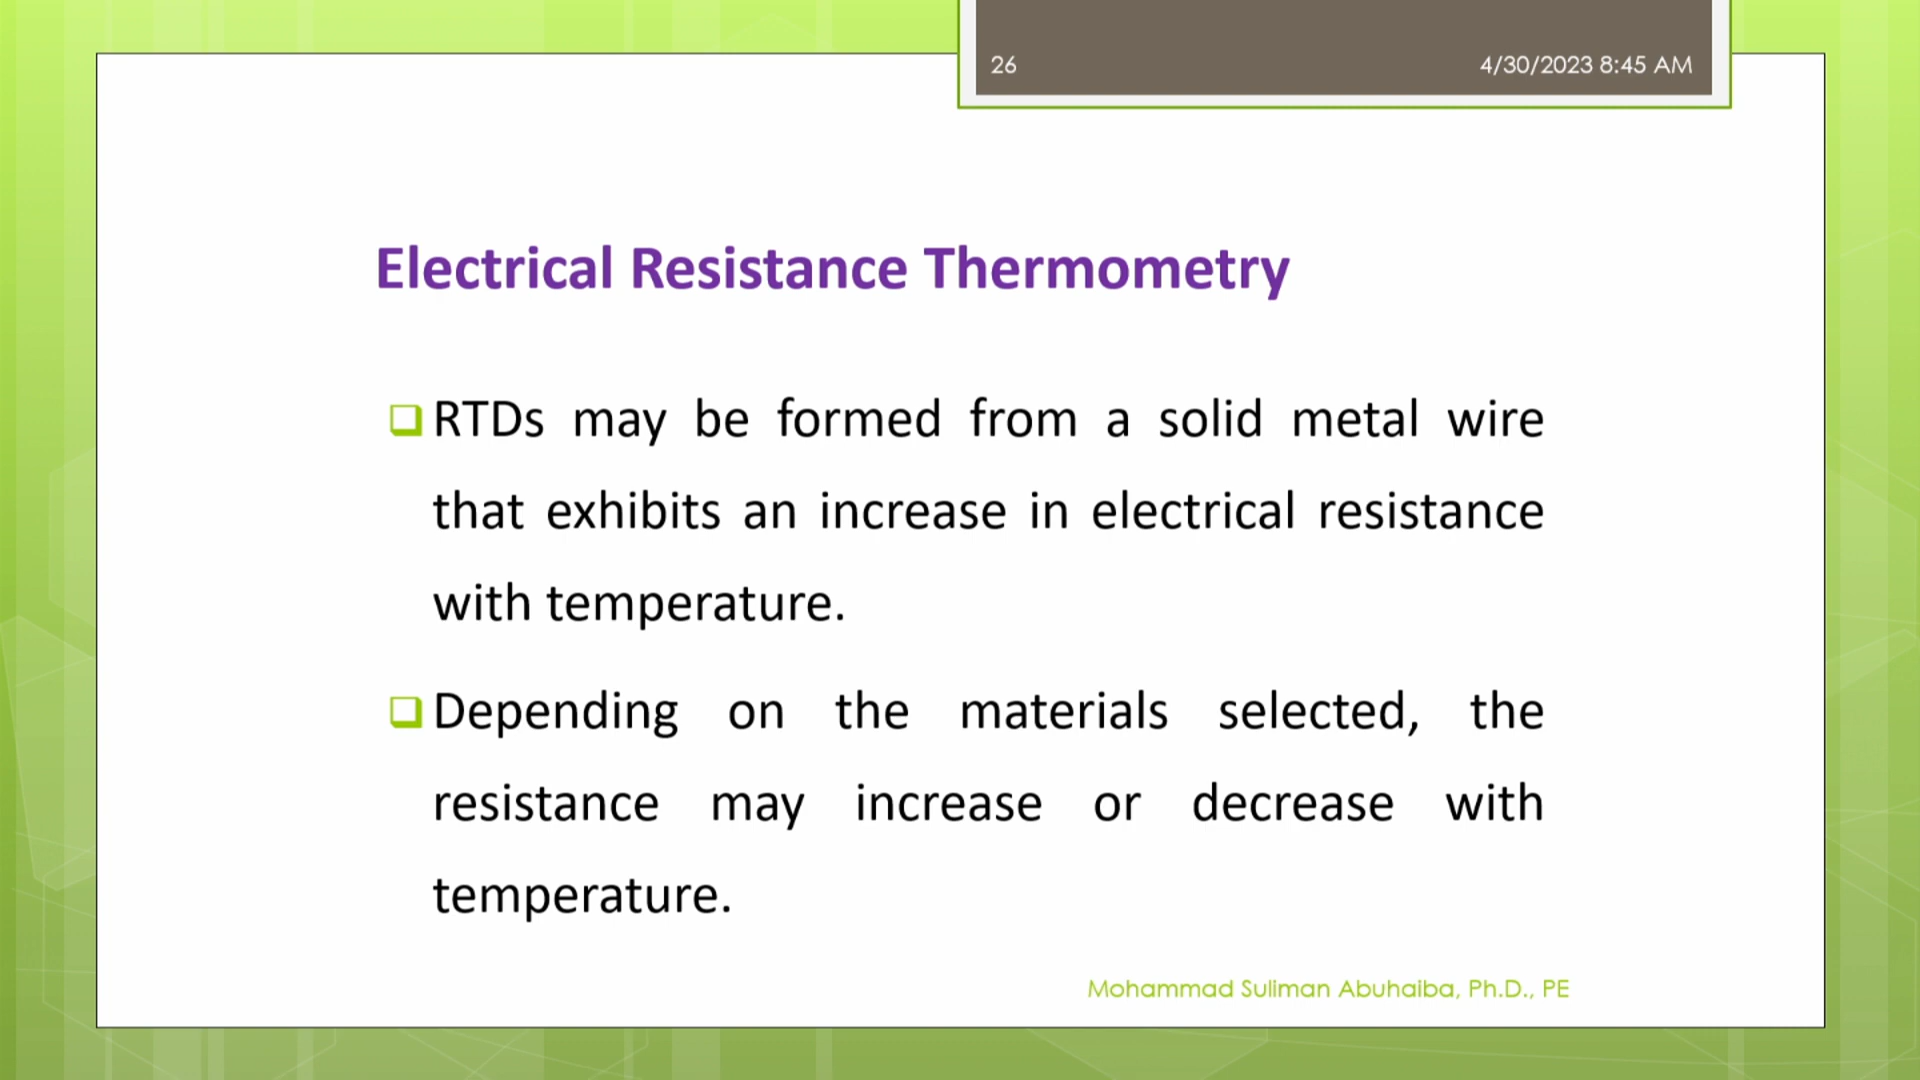 26
4/30/2023 8:45 AM
Electrical Resistance Thermometry
RTDs may be formed from a solid metal wire
that exhibits an increase in electrical resistance
with temperature.
Depending on the materials selected, the
resistance may increase or decrease with
temperature.
Mohammad Suliman Abuhaiba, Ph.D., PE